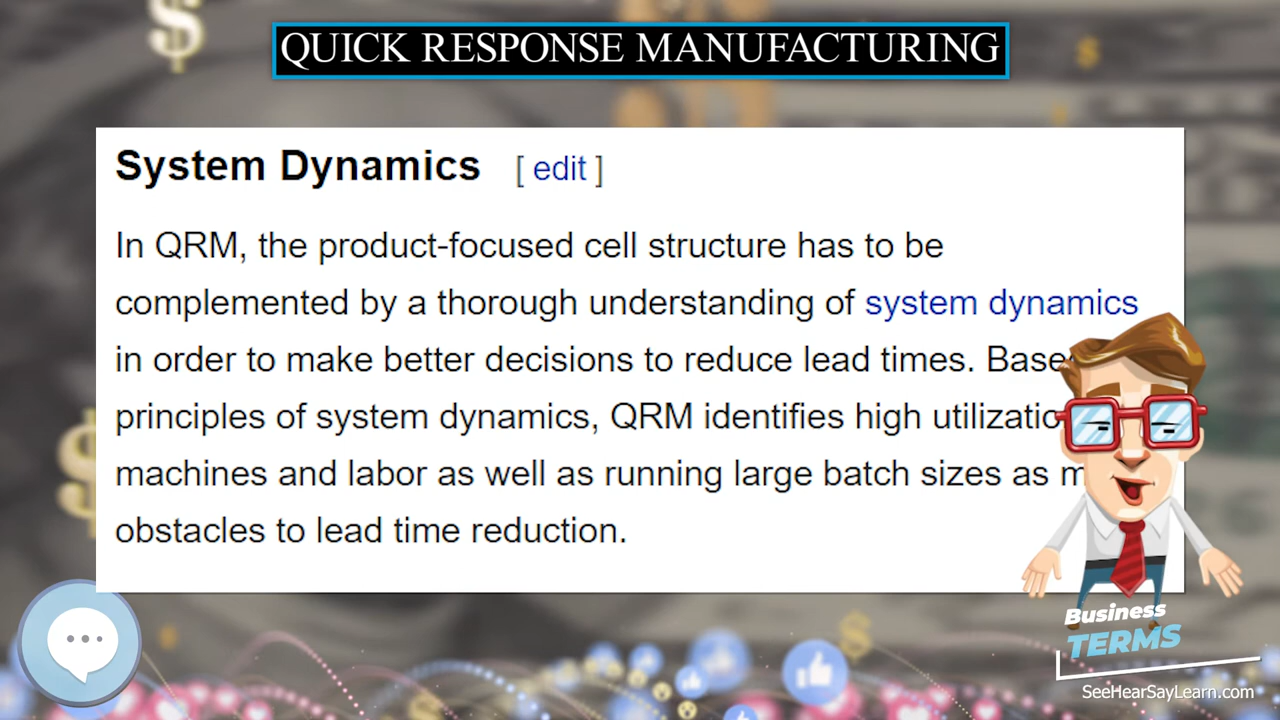 QUICK RESPONSE MANUFACTURING
System Dynamics [ edit ]
In QRM, the product-focused cell structure has to be
complemented by a thorough understanding of system dynamics
in order to make better decisions to reduce lead times.
principles of system dynamics, QRM identifies high
machines and labor as well as running large batch sizes as
obstacles to lead time reduction.
Business
TERMS
SeeHearSayLearn.com